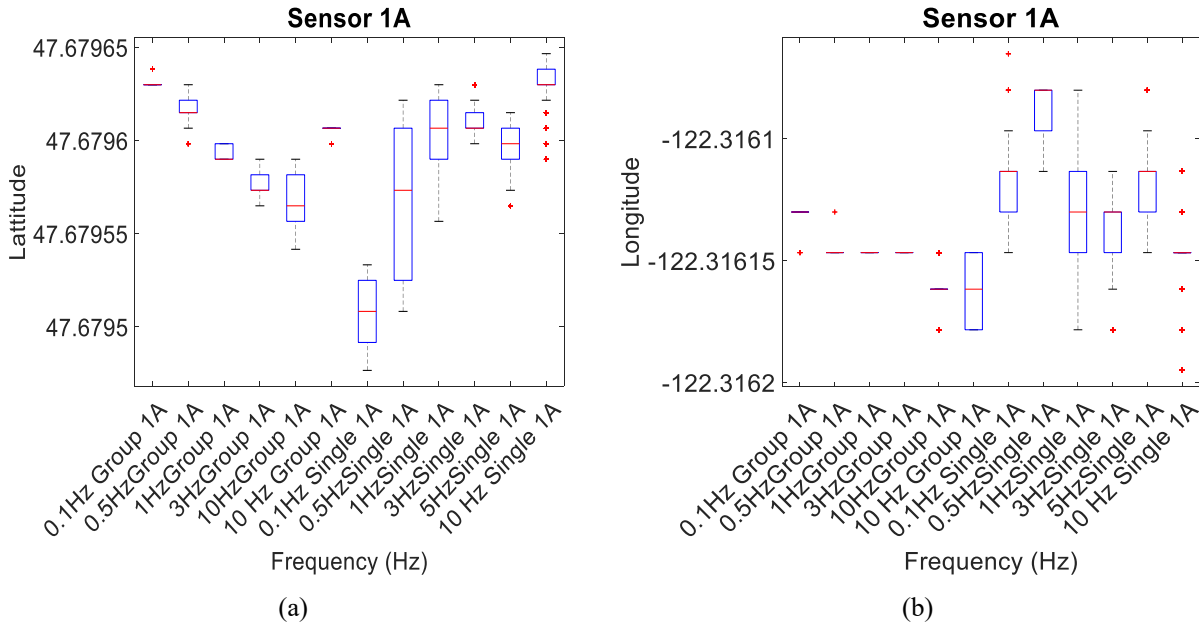 Sensor 1A
47.67965
47.6796
47.67955
47.6795
Lattitude
0.1Hz Group 1A
0.5HzGroup 1A
1HzGroup 1A
3HzGroup 1A
10HzGroup 1A
10 Hz Group 1A
0.1Hz Single 1A
0.5HzSingle 1A
1HzSingle 1A
3HzSingle 1A
5HzSingle 1A
10 Hz Single 1A
Frequency (Hz)
(a)
Sensor 1A
-122.3161
-122.31615
-122.3162
Longitude
0.1Hz Group 1A
0.5HzGroup 1A
1HzGroup 1A
3HzGroup 1A
10HzGroup 1A
10 Hz Group 1A
0.1Hz Single 1A
0.5HzSingle 1A
1HzSingle 1A
3HzSingle 1A
5HzSingle 1A
10 Hz Single 1A
Frequency (Hz)
(b)